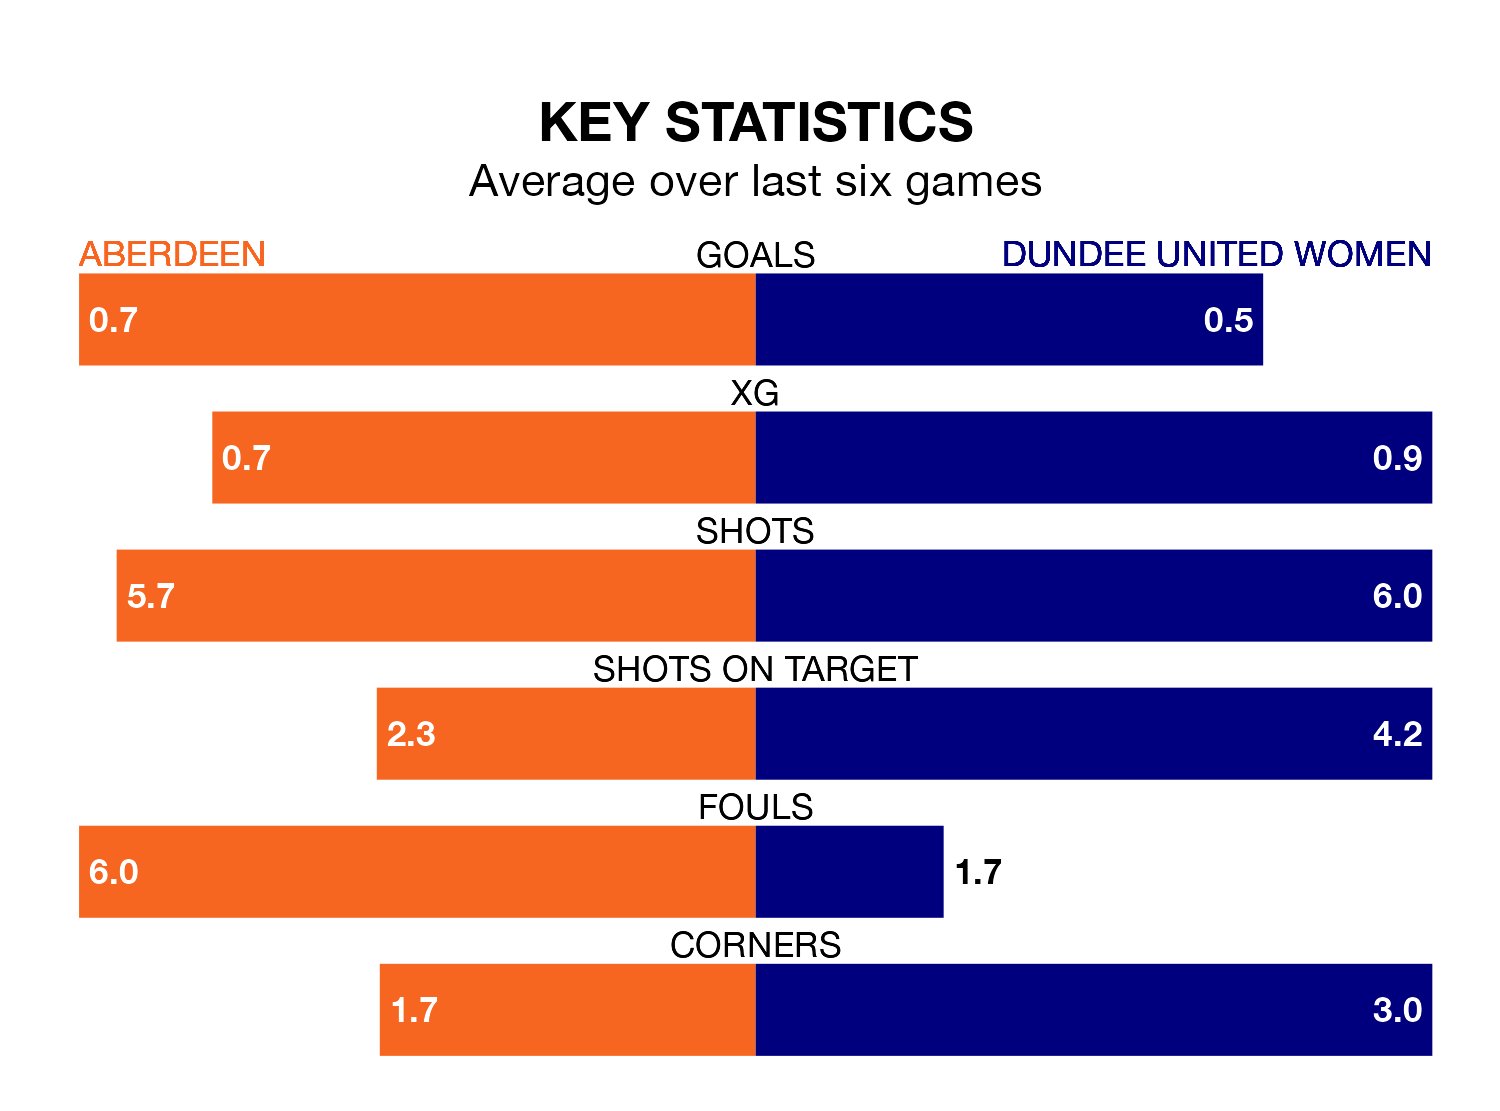 KEY STATISTICS
Average over last six games
ABERDEEN GOALS DUNDEE UNITED WOMEN
0.7 0.5
XG
0.7 0.9
SHOTS
5.7 6.0
SHOTS ON TARGET
2.3 4.2
FOULS
6.0 1.7
CORNERS
1.7 3.0